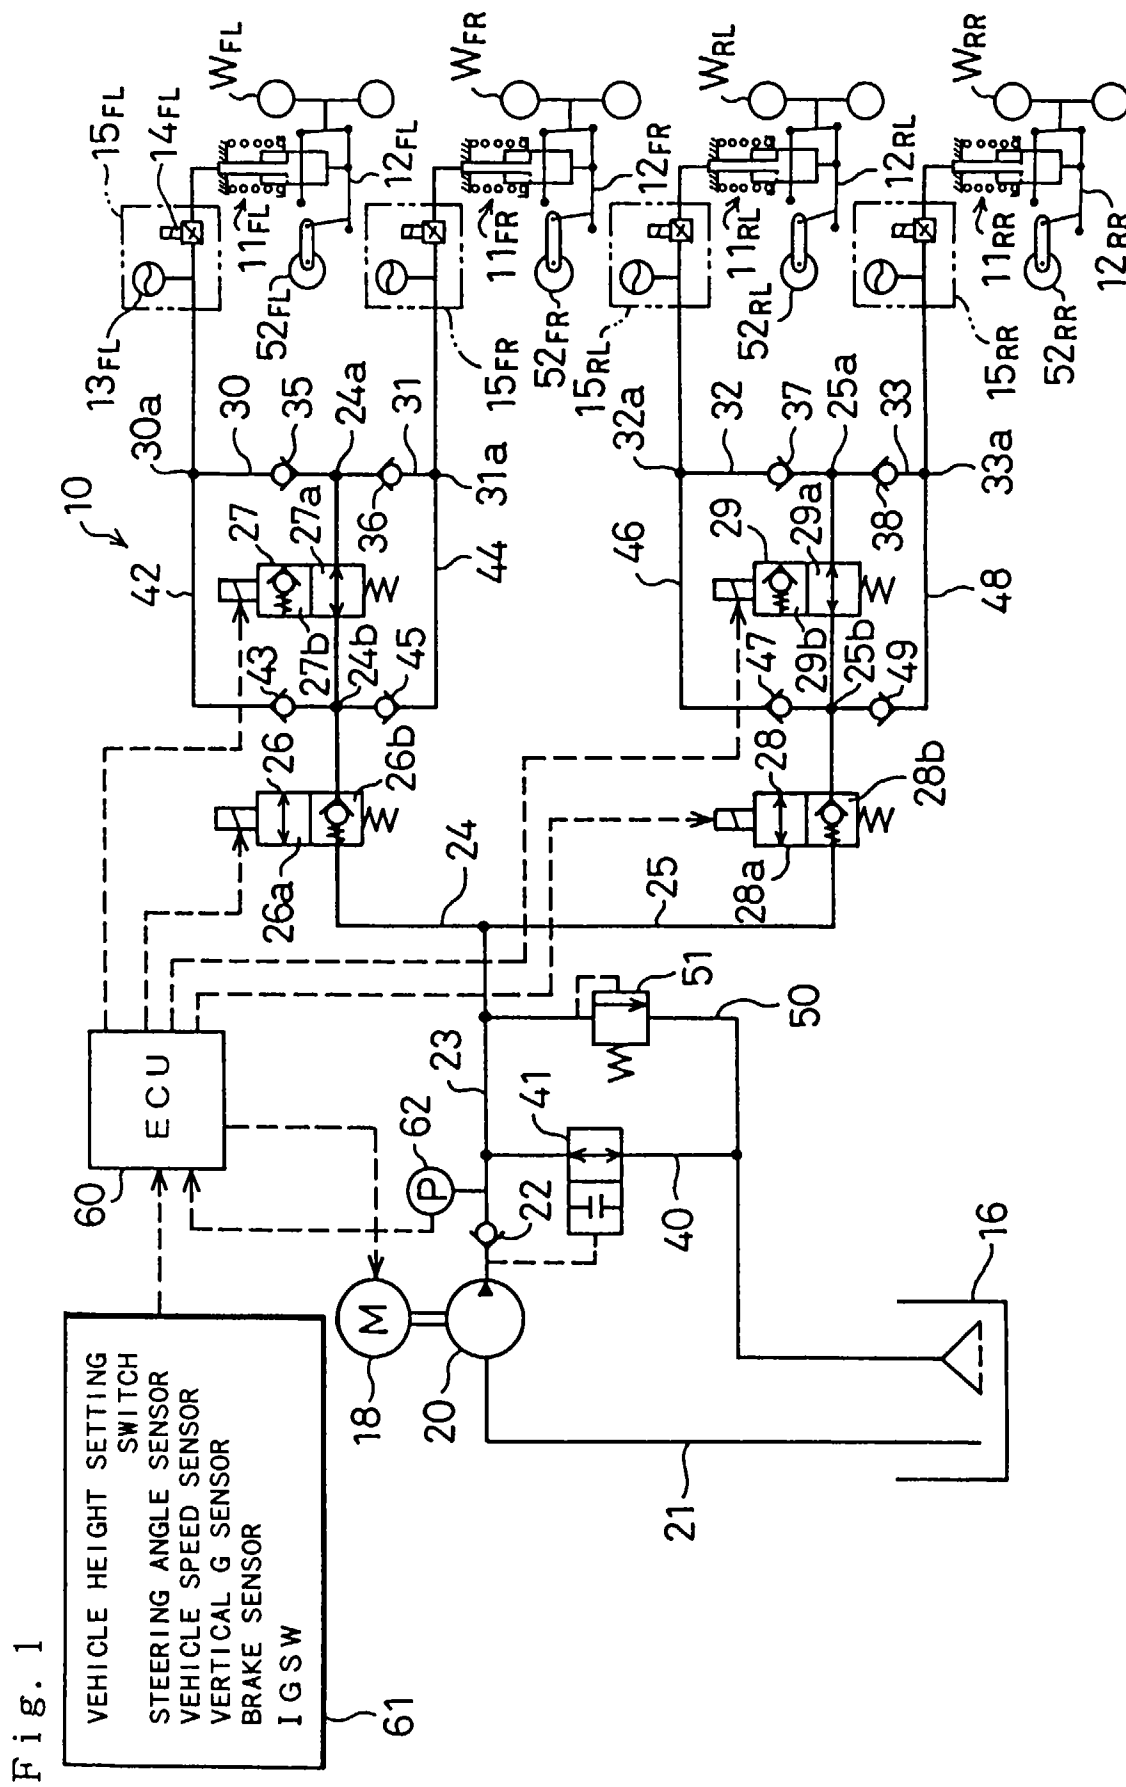 Fig. 1
VEHICLE HEIGHT SETTING
SWITCH
STEERING ANGLE SENSOR
VEHICLE SPEED SENSOR
VERTICAL G SENSOR
BRAKE SENSOR
IGSW
61
60
ECU
10
M
18
20
P
62
22
21
16
23
41
40
51
50
24
25
26
26a
26b
28
28a
28b
42
43
45
44
24b
27
27a
27b
24a
30a
30
35
36
31
31a
46
47
49
48
25b
29
29a
29b
25a
32a
32
37
38
33
33a
13FL
15FL
14FL
11FL
52FL
12FL
WFL
15FR
11FR
52FR
12FR
WFR
15RL
11RL
52RL
12RL
WRL
15RR
11RR
52RR
12RR
WRR